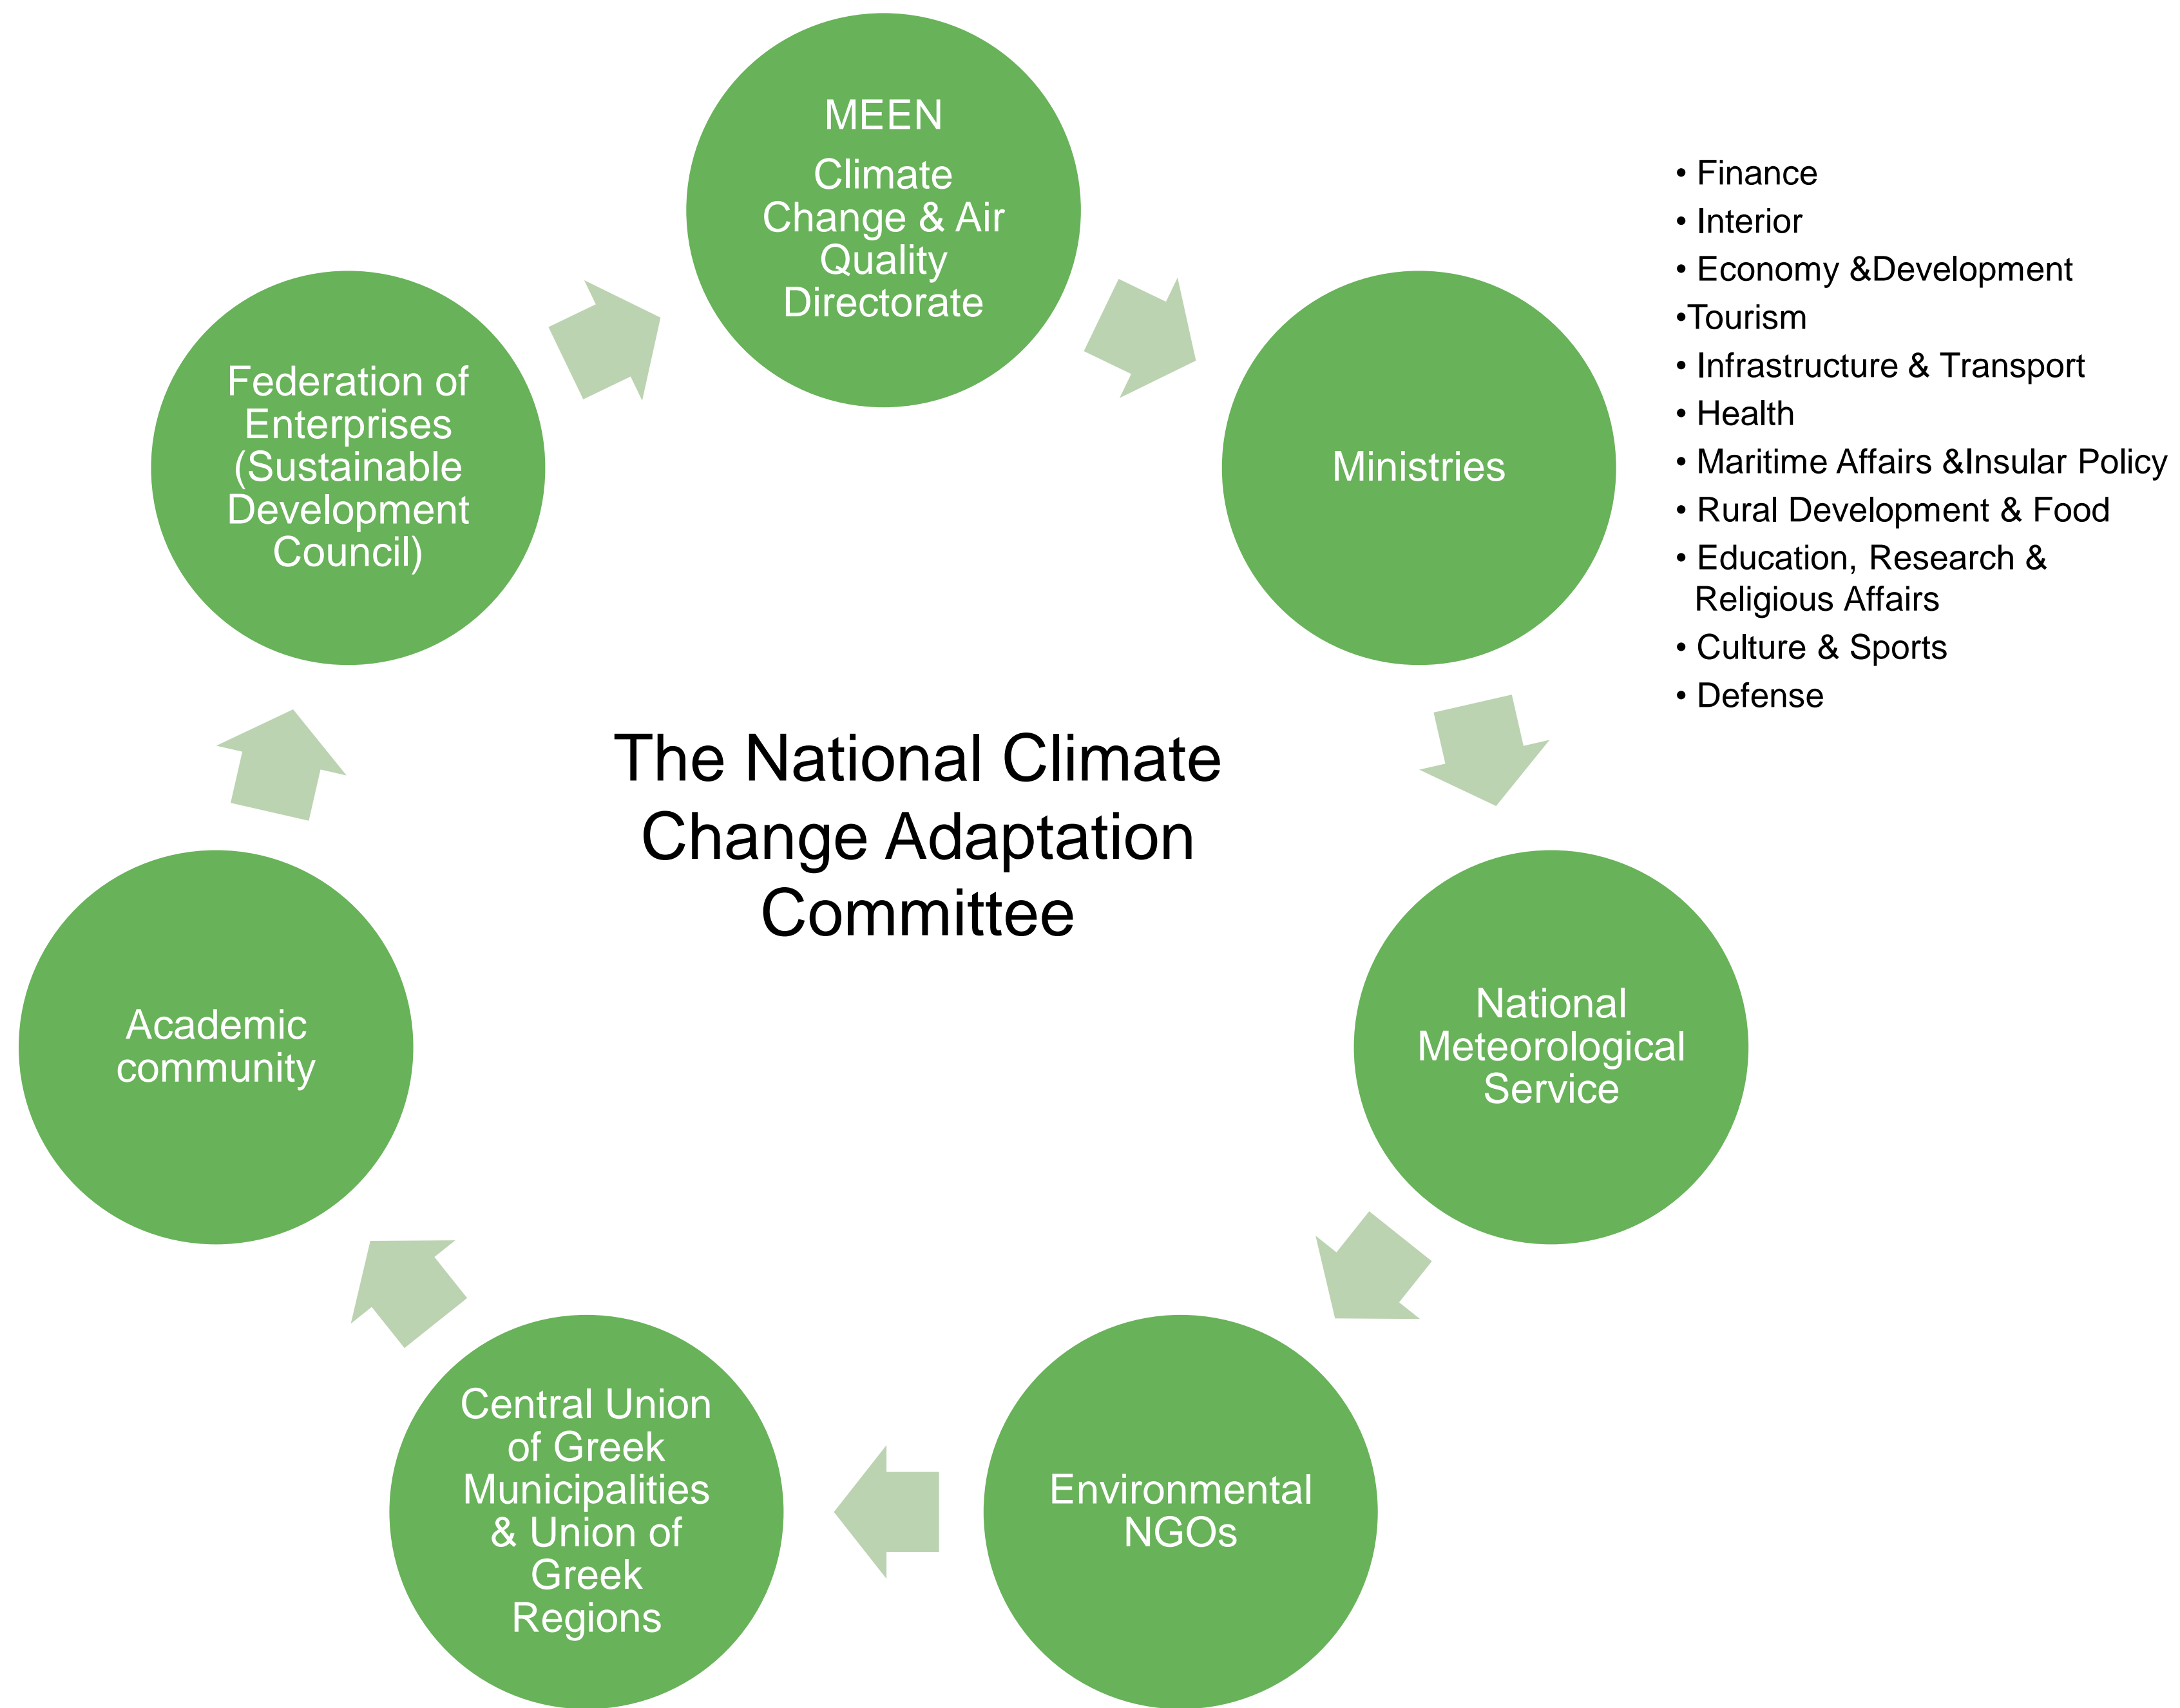 MEEN
Climate
Change & Air
Quality
Directorate
Ministries
• Finance
• Interior
• Economy &Development
•Tourism
• Infrastructure & Transport
• Health
• Maritime Affairs &Insular Policy
• Rural Development & Food
• Education, Research &
Religious Affairs
• Culture & Sports
• Defense
National
Meteorological
Service
Environmental
NGOs
Central Union
of Greek
Municipalities
& Union of
Greek
Regions
Academic
community
Federation of
Enterprises
(Sustainable
Development
Council)
The National Climate
Change Adaptation
Committee